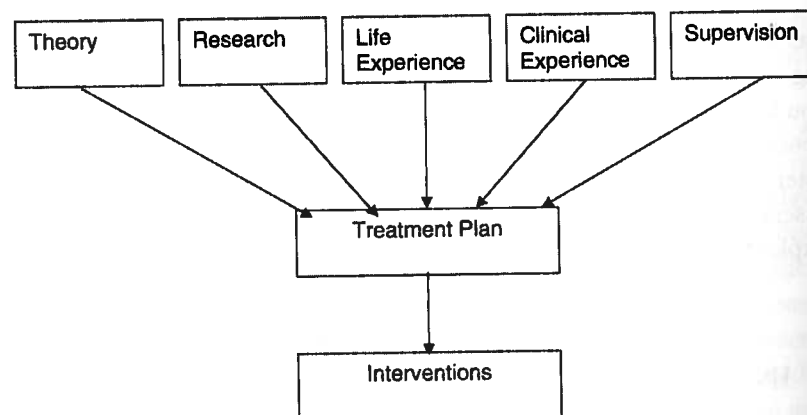 Theory
Research
Life
Experience
Clinical
Experience
Supervision
Treatment Plan
Interventions